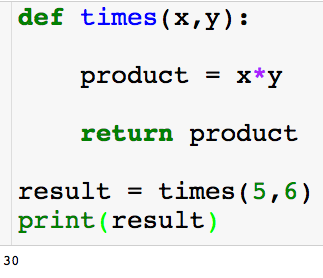 def times(x,y):
    product = x*y
    return product
result = times(5,6)
print(result)
30